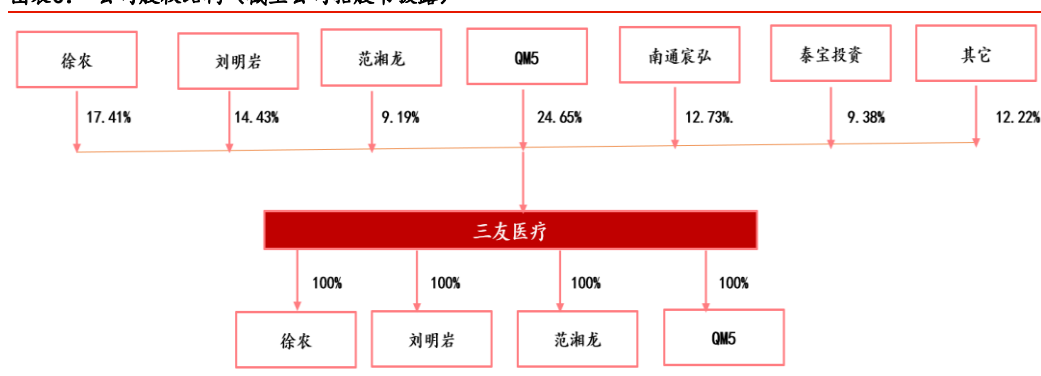 徐农 刘明岩 范湘龙 QM5 南通宸弘 泰宝投资 其它
17.41% 14.43% 9.19% 24.65% 12.73%. 9.38% 12.22%
三友医疗
100% 100% 100% 100%
徐农 刘明岩 范湘龙 QM5